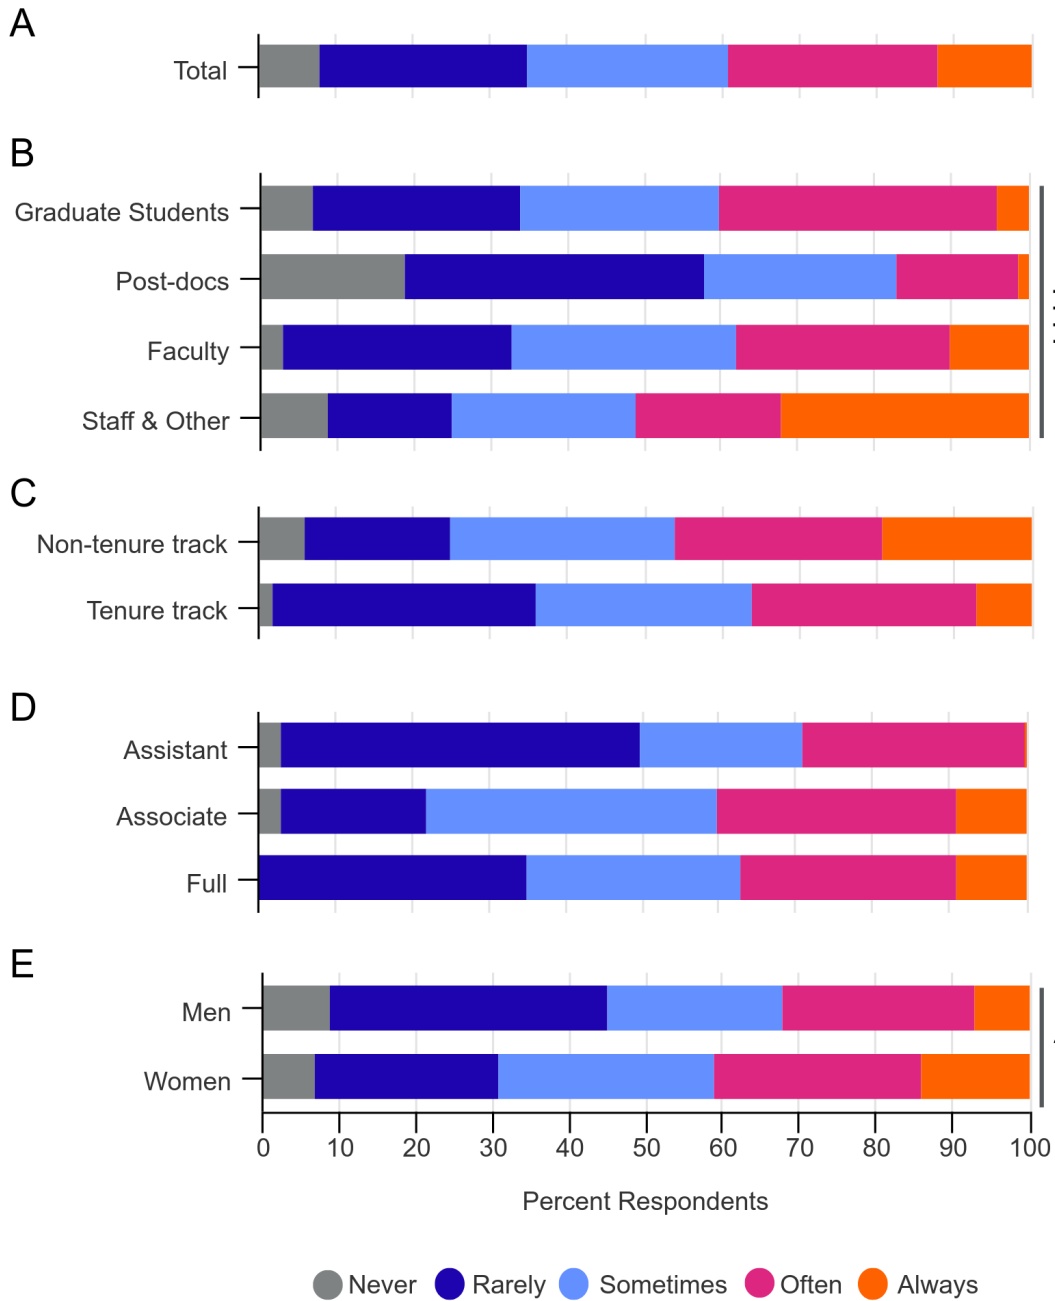 A
Total
B
Graduate Students
Post-docs
Faculty
Staff & Other
C
Non-tenure track
Tenure track
D
Assistant
Associate
Full
E
Men
Women
0 10 20 30 40 50 60 70 80 90 100
Percent Respondents
Never Rarely Sometimes Often Always